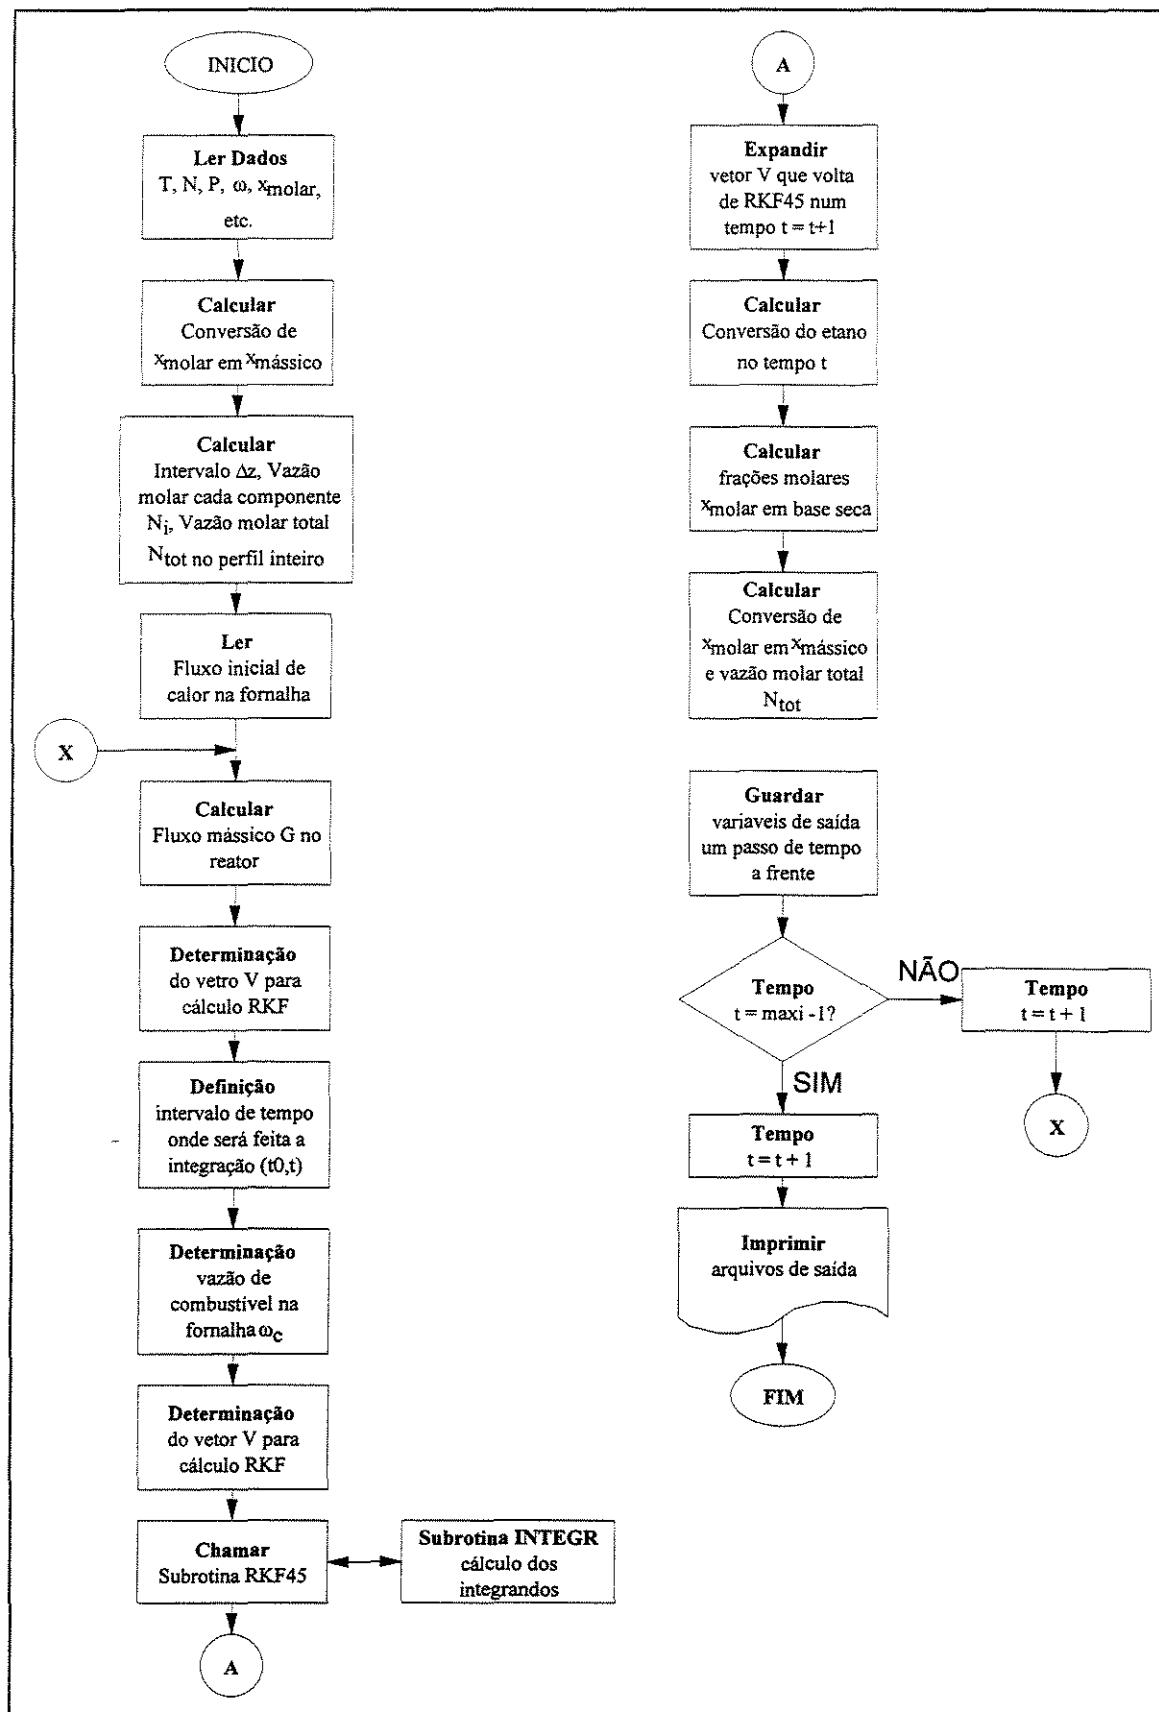 INICIO
Ler Dados
T, N, P, ω, xmolar,
etc.
Calcular
Conversão de
xmolar em xmássico
Calcular
Intervalo Δz, Vazão
molar cada componente
Ni, Vazão molar total
Ntot no perfil inteiro
Ler
Fluxo inicial de
calor na fornalha
X
Calcular
Fluxo mássico G no
reator
Determinação
do vetro V para
cálculo RKF
Definição
intervalo de tempo
onde será feita a
integração (t0,t)
Determinação
vazão de
combustível na
fornalha ωc
Determinação
do vetor V para
cálculo RKF
Chamar
Subrotina RKF45
Subrotina INTEGR
cálculo dos
integrandos
A
A
Expandir
vetor V que volta
de RKF45 num
tempo t = t+1
Calcular
Conversão do etano
no tempo t
Calcular
frações molares
xmolar em base seca
Calcular
Conversão de
xmolar em xmássico
e vazão molar total
Ntot
Guardar
variaveis de saída
um passo de tempo
a frente
Tempo
t = maxi -1?
NÃO
Tempo
t = t + 1
X
SIM
Tempo
t = t + 1
Imprimir
arquivos de saída
FIM